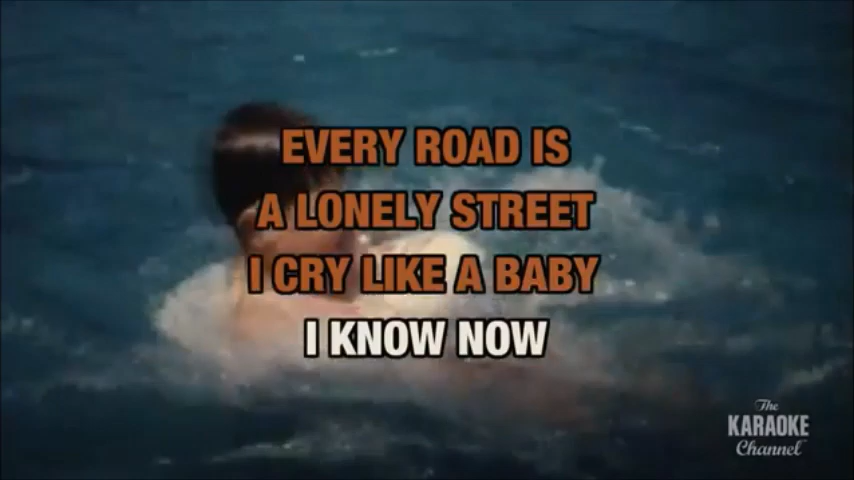 EVERY ROAD IS
A LONELY STREET
I CRY LIKE A BABY
I KNOW NOW
The
KARAOKE
Channel